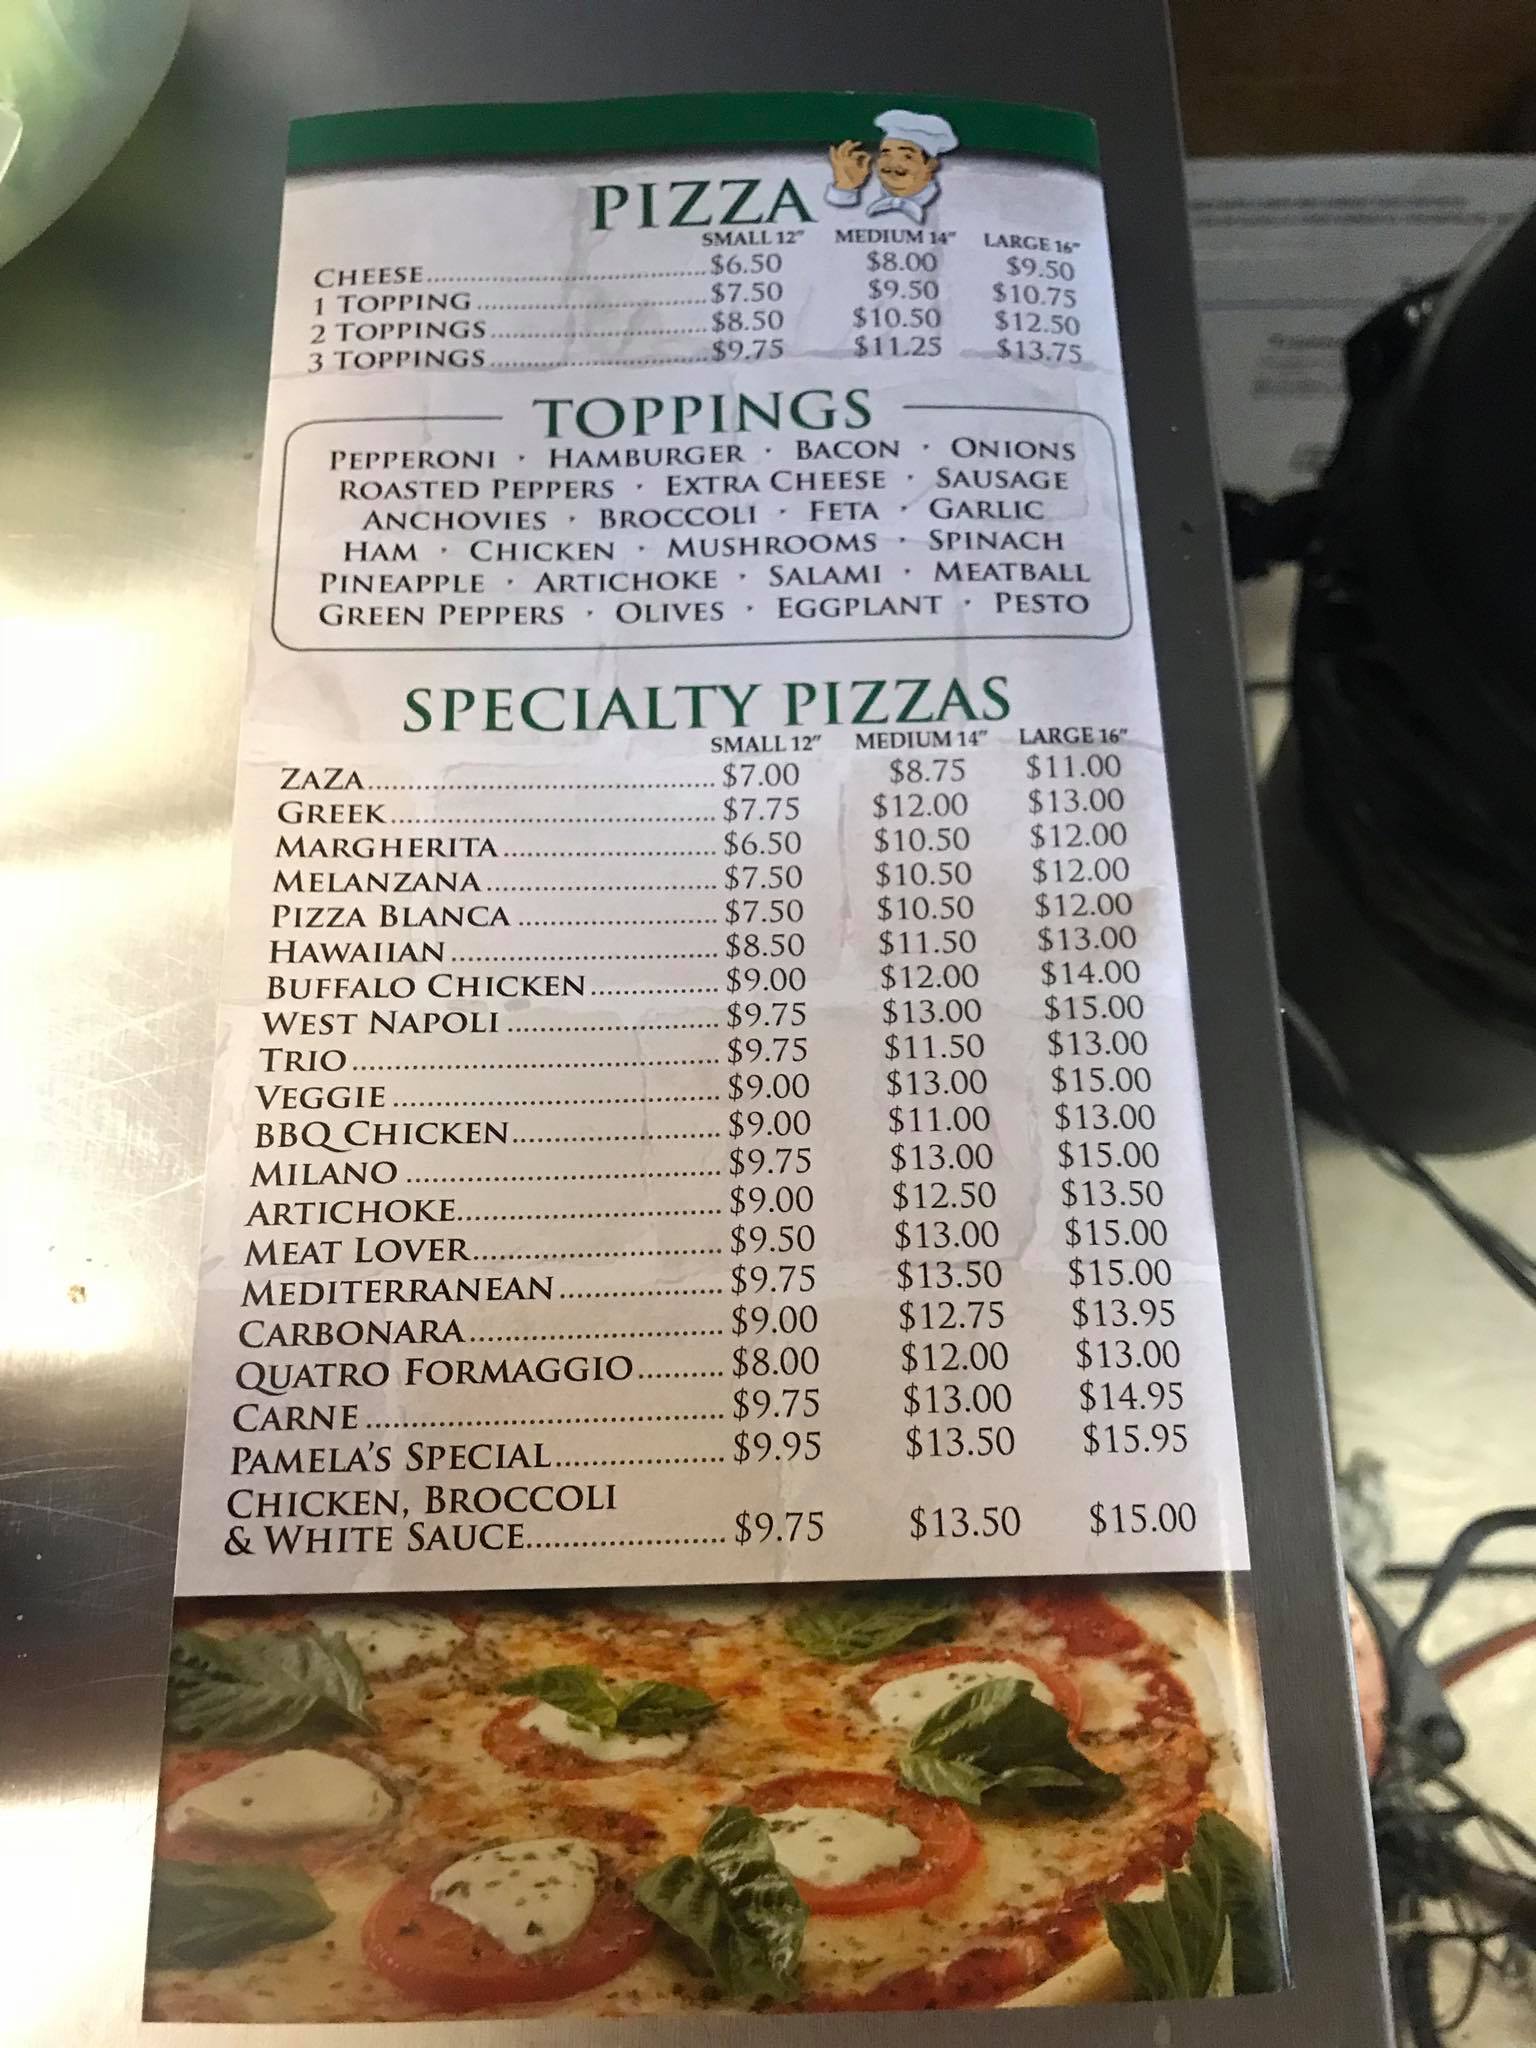 PIZZA
SMALL 12" MEDIUM 14" LARGE 16"
CHEESE.......... $6.50 $8.00 $9.50
1 TOPPING.......... $7.50 $9.50 $10.75
2 TOPPINGS.......... $8.50 $10.50 $12.50
3 TOPPINGS.......... $9.75 $11.25 $13.75
TOPPINGS
PEPPERONI · HAMBURGER · BACON · ONIONS
ROASTED PEPPERS · EXTRA CHEESE · SAUSAGE
ANCHOVIES · BROCCOLI · FETA · GARLIC
HAM · CHICKEN · MUSHROOMS · SPINACH
PINEAPPLE · ARTICHOKE · SALAMI · MEATBALL
GREEN PEPPERS · OLIVES · EGGPLANT · PESTO
SPECIALTY PIZZAS
SMALL 12" MEDIUM 14" LARGE 16"
ZAZA.......... $7.00 $8.75 $11.00
GREEK.......... $7.75 $12.00 $13.00
MARGHERITA.......... $6.50 $10.50 $12.00
MELANZANA.......... $7.50 $10.50 $12.00
PIZZA BLANCA.......... $7.50 $10.50 $12.00
HAWAIIAN.......... $8.50 $11.50 $13.00
BUFFALO CHICKEN.......... $9.00 $12.00 $14.00
WEST NAPOLI.......... $9.75 $13.00 $15.00
TRIO.......... $9.75 $11.50 $13.00
VEGGIE.......... $9.00 $13.00 $15.00
BBQ CHICKEN.......... $9.00 $11.00 $13.00
MILANO.......... $9.75 $13.00 $15.00
ARTICHOKE.......... $9.00 $12.50 $13.50
MEAT LOVER.......... $9.50 $13.00 $15.00
MEDITERRANEAN.......... $9.75 $13.50 $15.00
CARBONARA.......... $9.00 $12.75 $13.95
QUATRO FORMAGGIO.......... $8.00 $12.00 $13.00
CARNE.......... $9.75 $13.00 $14.95
PAMELA'S SPECIAL.......... $9.95 $13.50 $15.95
CHICKEN, BROCCOLI
& WHITE SAUCE.......... $9.75 $13.50 $15.00